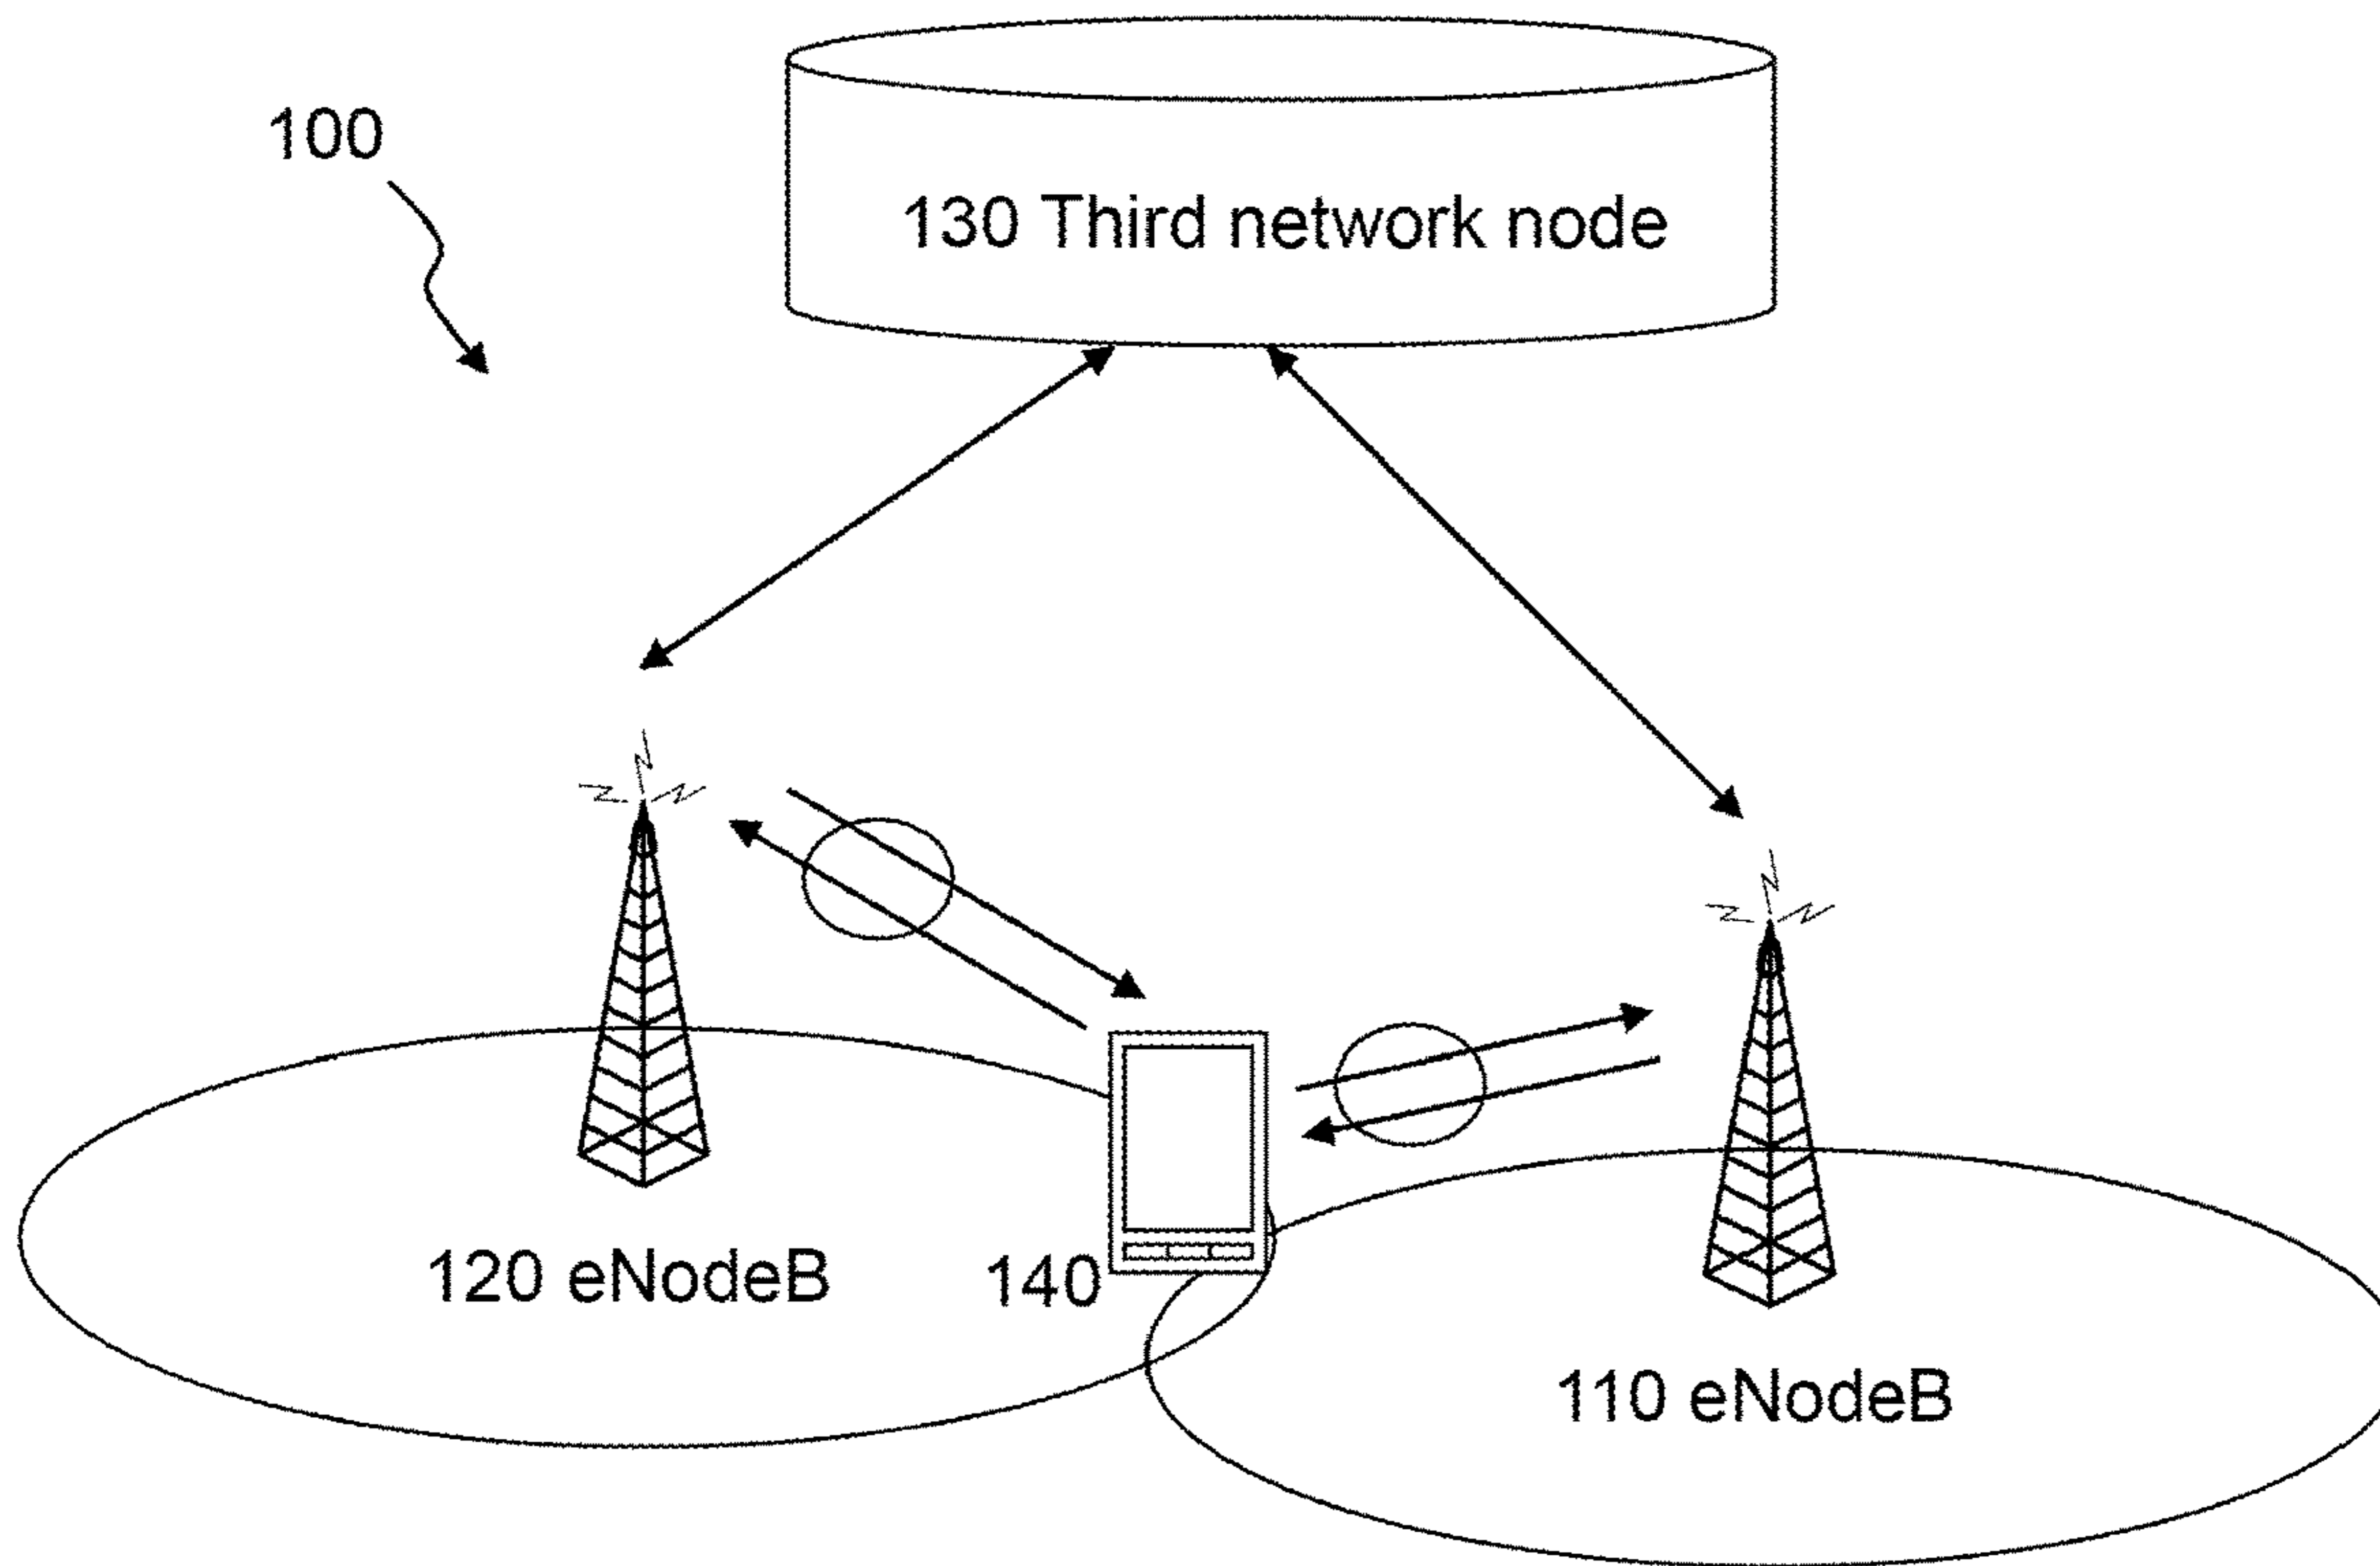 100
130 Third network node
120 eNodeB
140
110 eNodeB